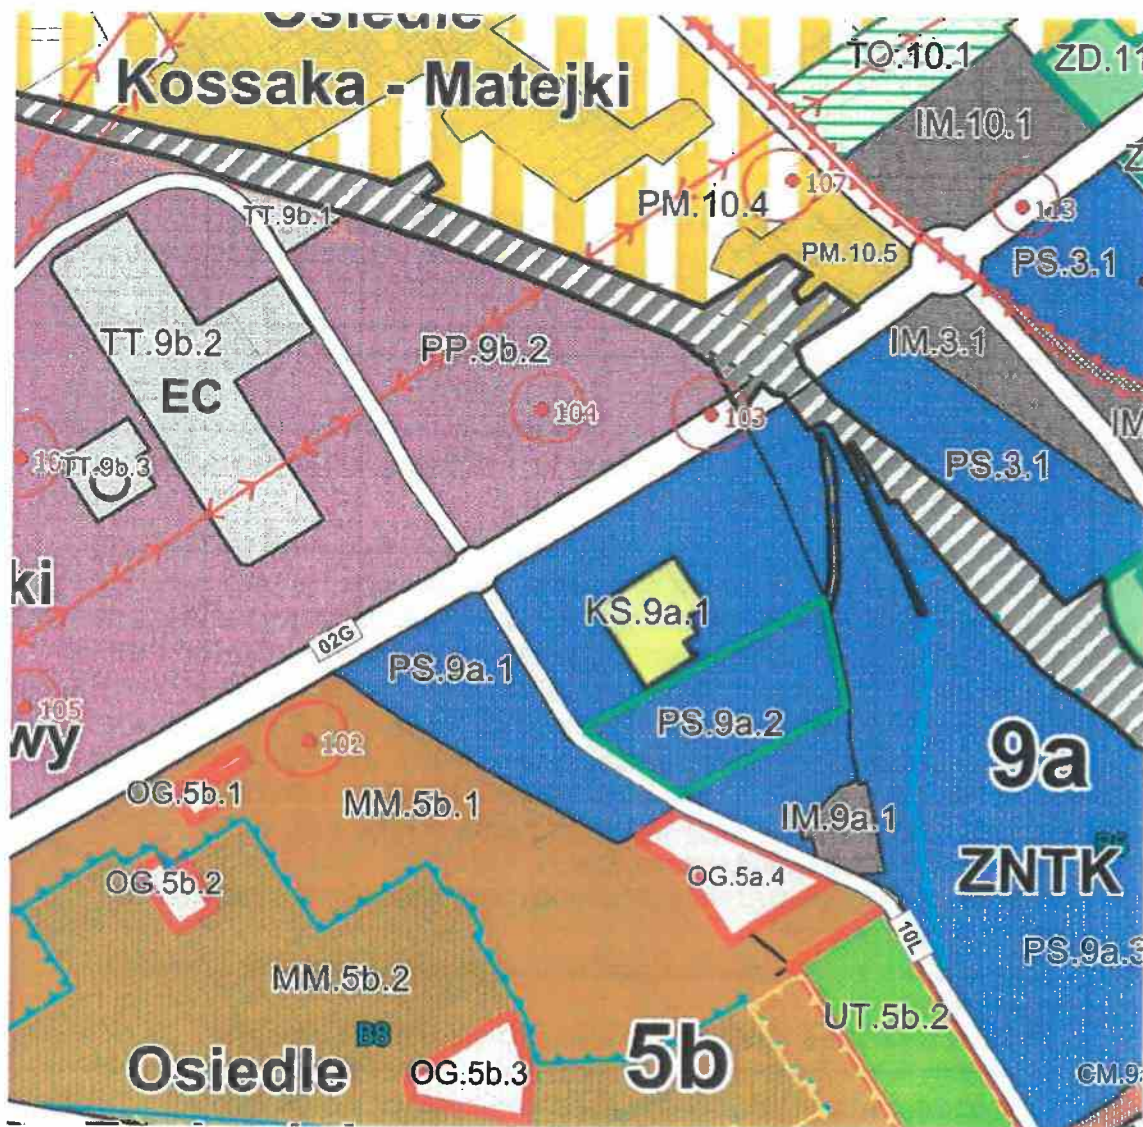 Osiedle
Kossaka - Matejki
TO.10.1
ZD.11
IM.10.1
PM.10.4
107
113
TT.9b.1
PM.10.5
PS.3.1
TT.9b.2
EC
PP.9b.2
IM.3.1
104
103
IM
TT.9b.3
PS.3.1
ki
KS.9a.1
02G
PS.9a.1
105
wy
102
PS.9a.2
9a
OG.5b.1
MM.5b.1
IM.9a.1
OG.5b.2
OG.5a.4
ZNTK
10L
PS.9a.3
MM.5b.2
UT.5b.2
B8
Osiedle
OG.5b.3
5b
CM.9